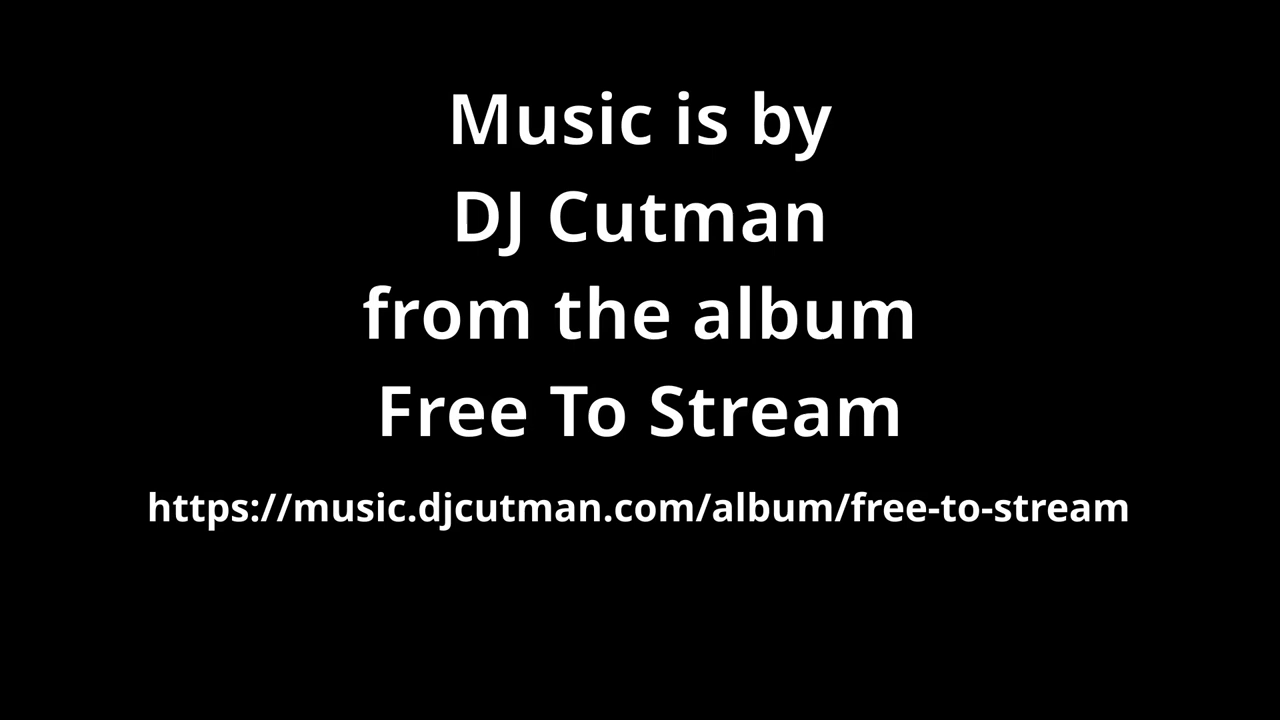 Music is by
DJ Cutman
from the album
Free To Stream
https://music.djcutman.com/album/free-to-stream